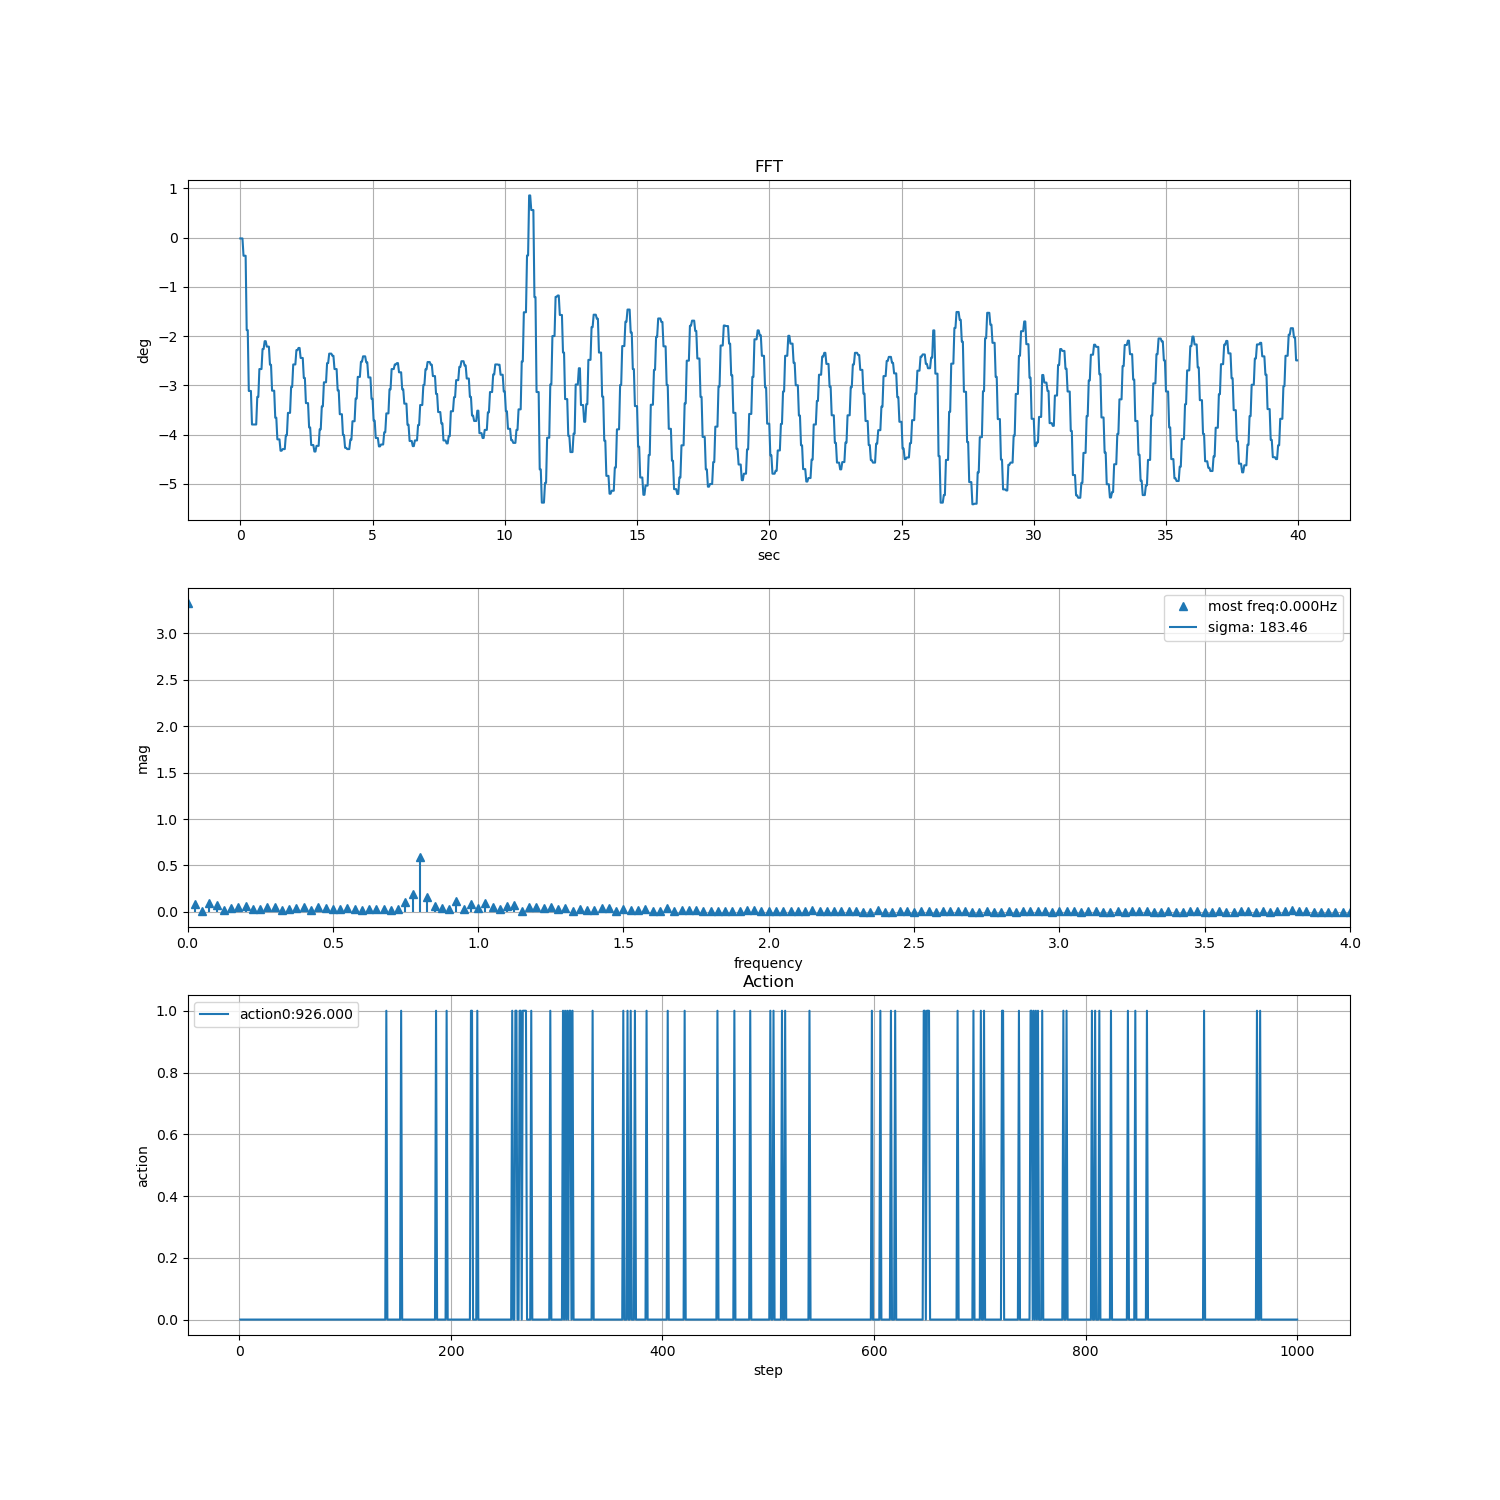 FFT
1
0
−1
−2
−3
−4
−5
deg
0 5 10 15 20 25 30 35 40
sec
most freq:0.000Hz
sigma: 183.46
3.0
2.5
2.0
1.5
1.0
0.5
0.0
mag
0.0 0.5 1.0 1.5 2.0 2.5 3.0 3.5 4.0
frequency
Action
action0:926.000
1.0
0.8
0.6
0.4
0.2
0.0
action
0 200 400 600 800 1000
step